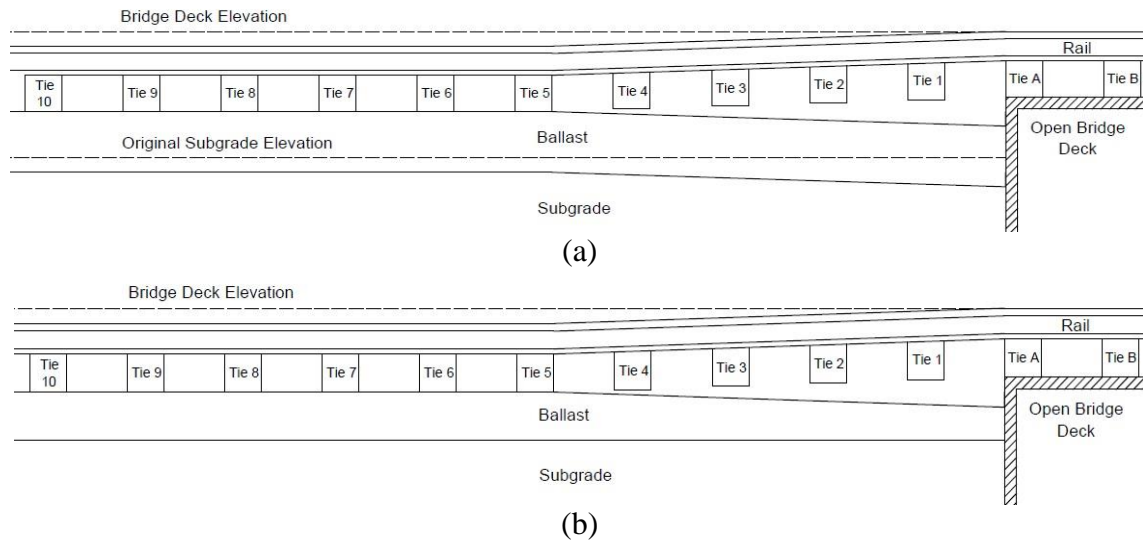 Bridge Deck Elevation
Rail
Tie 10 Tie 9 Tie 8 Tie 7 Tie 6 Tie 5 Tie 4 Tie 3 Tie 2 Tie 1 Tie A Tie B
Ballast
Original Subgrade Elevation
Open Bridge
Deck
Subgrade
(a)
Bridge Deck Elevation
Rail
Tie 10 Tie 9 Tie 8 Tie 7 Tie 6 Tie 5 Tie 4 Tie 3 Tie 2 Tie 1 Tie A Tie B
Ballast
Open Bridge
Deck
Subgrade
(b)